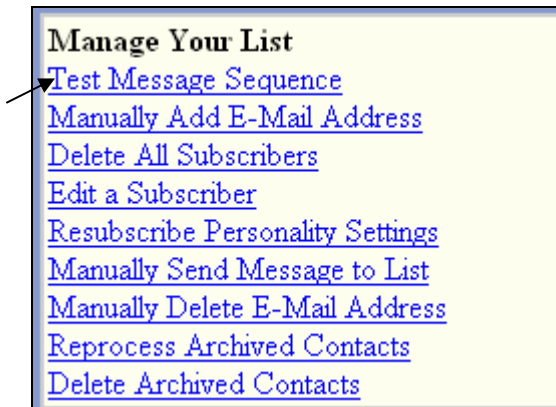 Manage Your List
Test Message Sequence
Manually Add E-Mail Address
Delete All Subscribers
Edit a Subscriber
Resubscribe Personality Settings
Manually Send Message to List
Manually Delete E-Mail Address
Reprocess Archived Contacts
Delete Archived Contacts